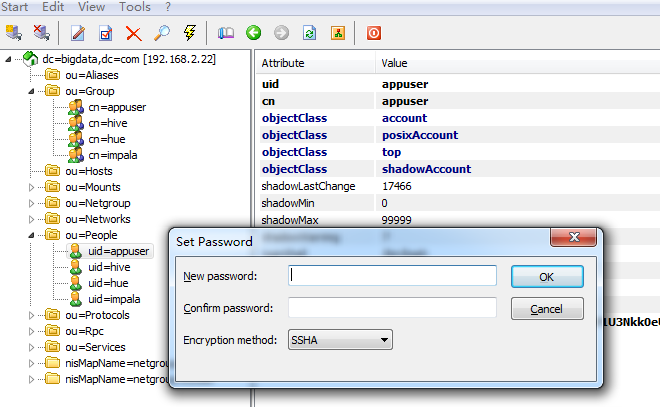 Start Edit View Tools ?
dc=bigdata,dc=com [192.168.2.22]
ou=Aliases
ou=Group
cn=appuser
cn=hive
cn=hue
cn=impala
ou=Hosts
ou=Mounts
ou=Netgroup
ou=Networks
ou=People
uid=appuser
uid=hive
uid=hue
uid=impala
ou=Protocols
ou=Rpc
ou=Services
nisMapName=netgro
nisMapName=netgro
Attribute Value
uid appuser
cn appuser
objectClass account
objectClass posixAccount
objectClass top
objectClass shadowAccount
shadowLastChange 17466
shadowMin 0
shadowMax 99999
Set Password
New password:
OK
Confirm password:
Cancel
Encryption method: SSHA